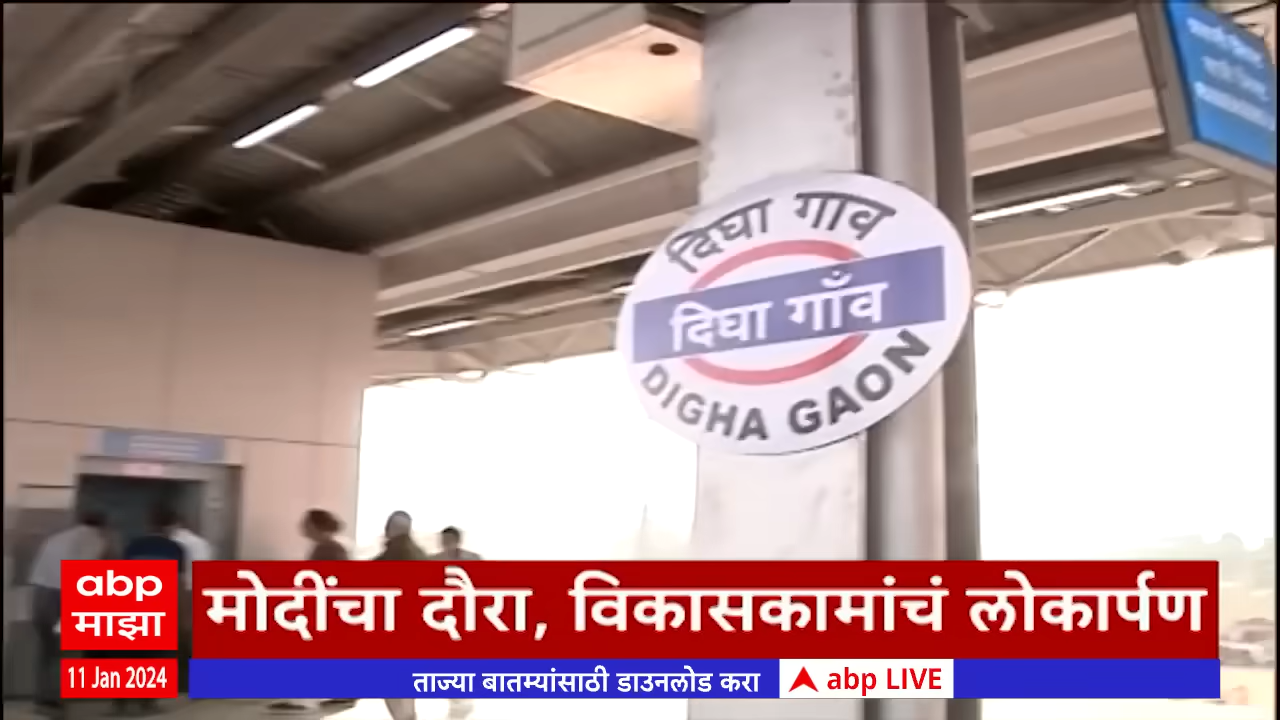 दिघा गाव
दिघा गाँव
DIGHA GAON
abp
माझा
मोदींचा दौरा, विकासकामांचं लोकार्पण
11 Jan 2024
ताज्या बातम्यांसाठी डाउनलोड करा
abp LIVE